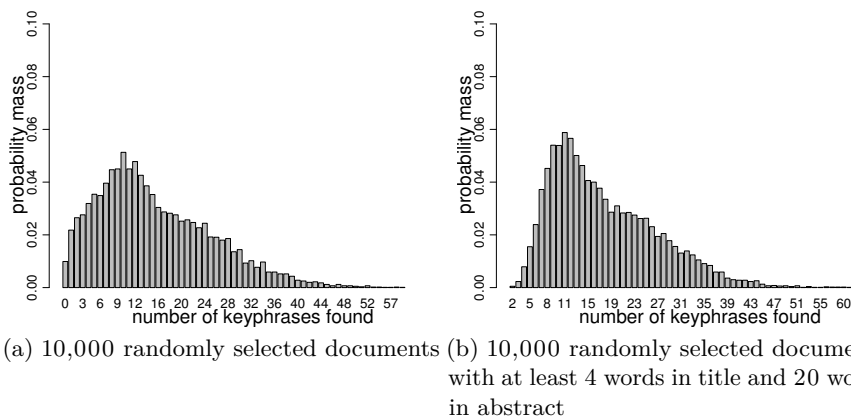 0.00 0.02 0.04 0.06 0.08 0.10
probability mass
0 3 6 9 12 16 20 24 28 32 36 40 44 48 52 57
number of keyphrases found
(a) 10,000 randomly selected documents
0.00 0.02 0.04 0.06 0.08 0.10
probability mass
2 5 8 11 15 19 23 27 31 35 39 43 47 51 55 60
number of keyphrases found
(b) 10,000 randomly selected docume
with at least 4 words in title and 20 wo
in abstract